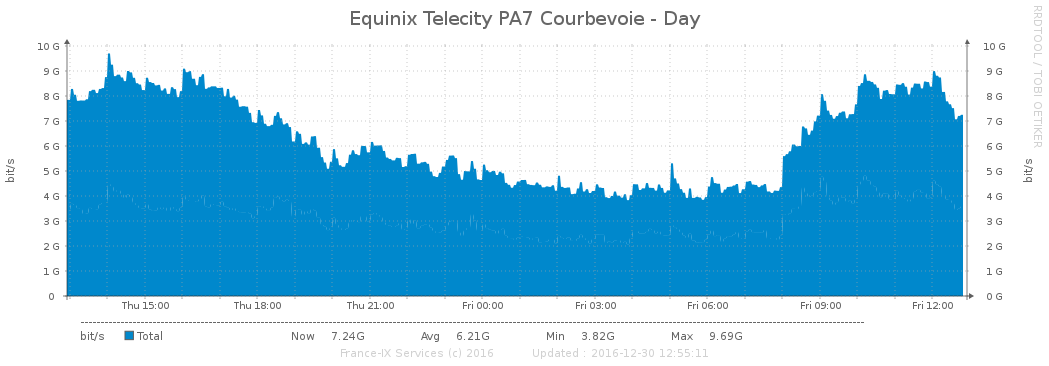 Equinix Telecity PA7 Courbevoie - Day
RRDTOOL / TOBI OETIKER
10 G 10 G
9 G 9 G
8 G 8 G
7 G 7 G
6 G 6 G
5 G 5 G
4 G 4 G
3 G 3 G
2 G 2 G
1 G 1 G
0 0 G
bit/s
bit/s
Thu 15:00 Thu 18:00 Thu 21:00 Fri 00:00 Fri 03:00 Fri 06:00 Fri 09:00 Fri 12:00
bit/s Total Now 7.24G Avg 6.21G Min 3.82G Max 9.69G
France-IX Services (c) 2016 Updated : 2016-12-30 12:55:11